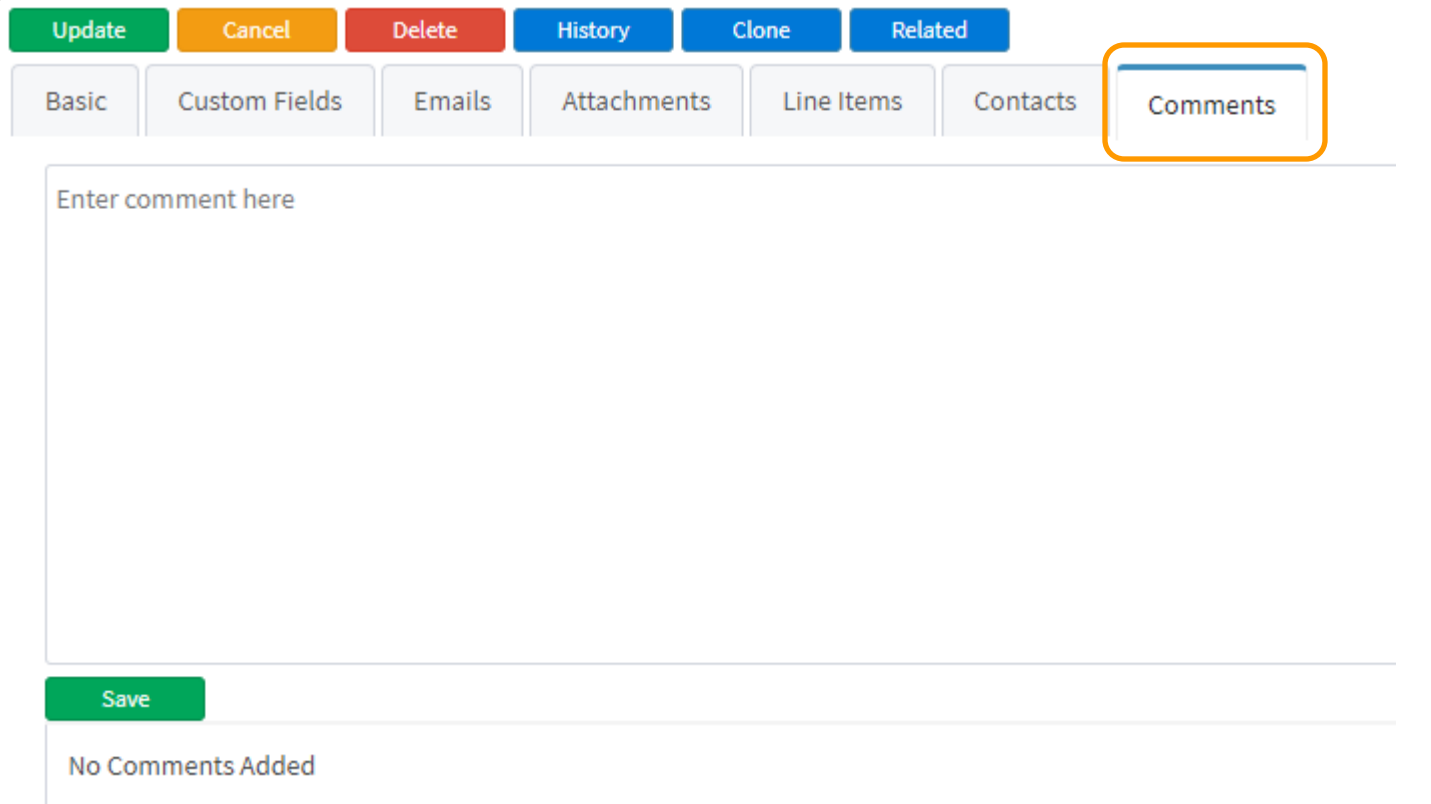 Update Cancel Delete History Clone Related
Basic Custom Fields Emails Attachments Line Items Contacts Comments
Enter comment here
Save
No Comments Added